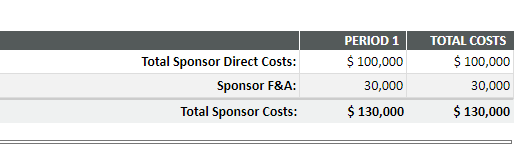 PERIOD 1 TOTAL COSTS
Total Sponsor Direct Costs: $ 100,000 $ 100,000
Sponsor F&A: 30,000 30,000
Total Sponsor Costs: $ 130,000 $ 130,000